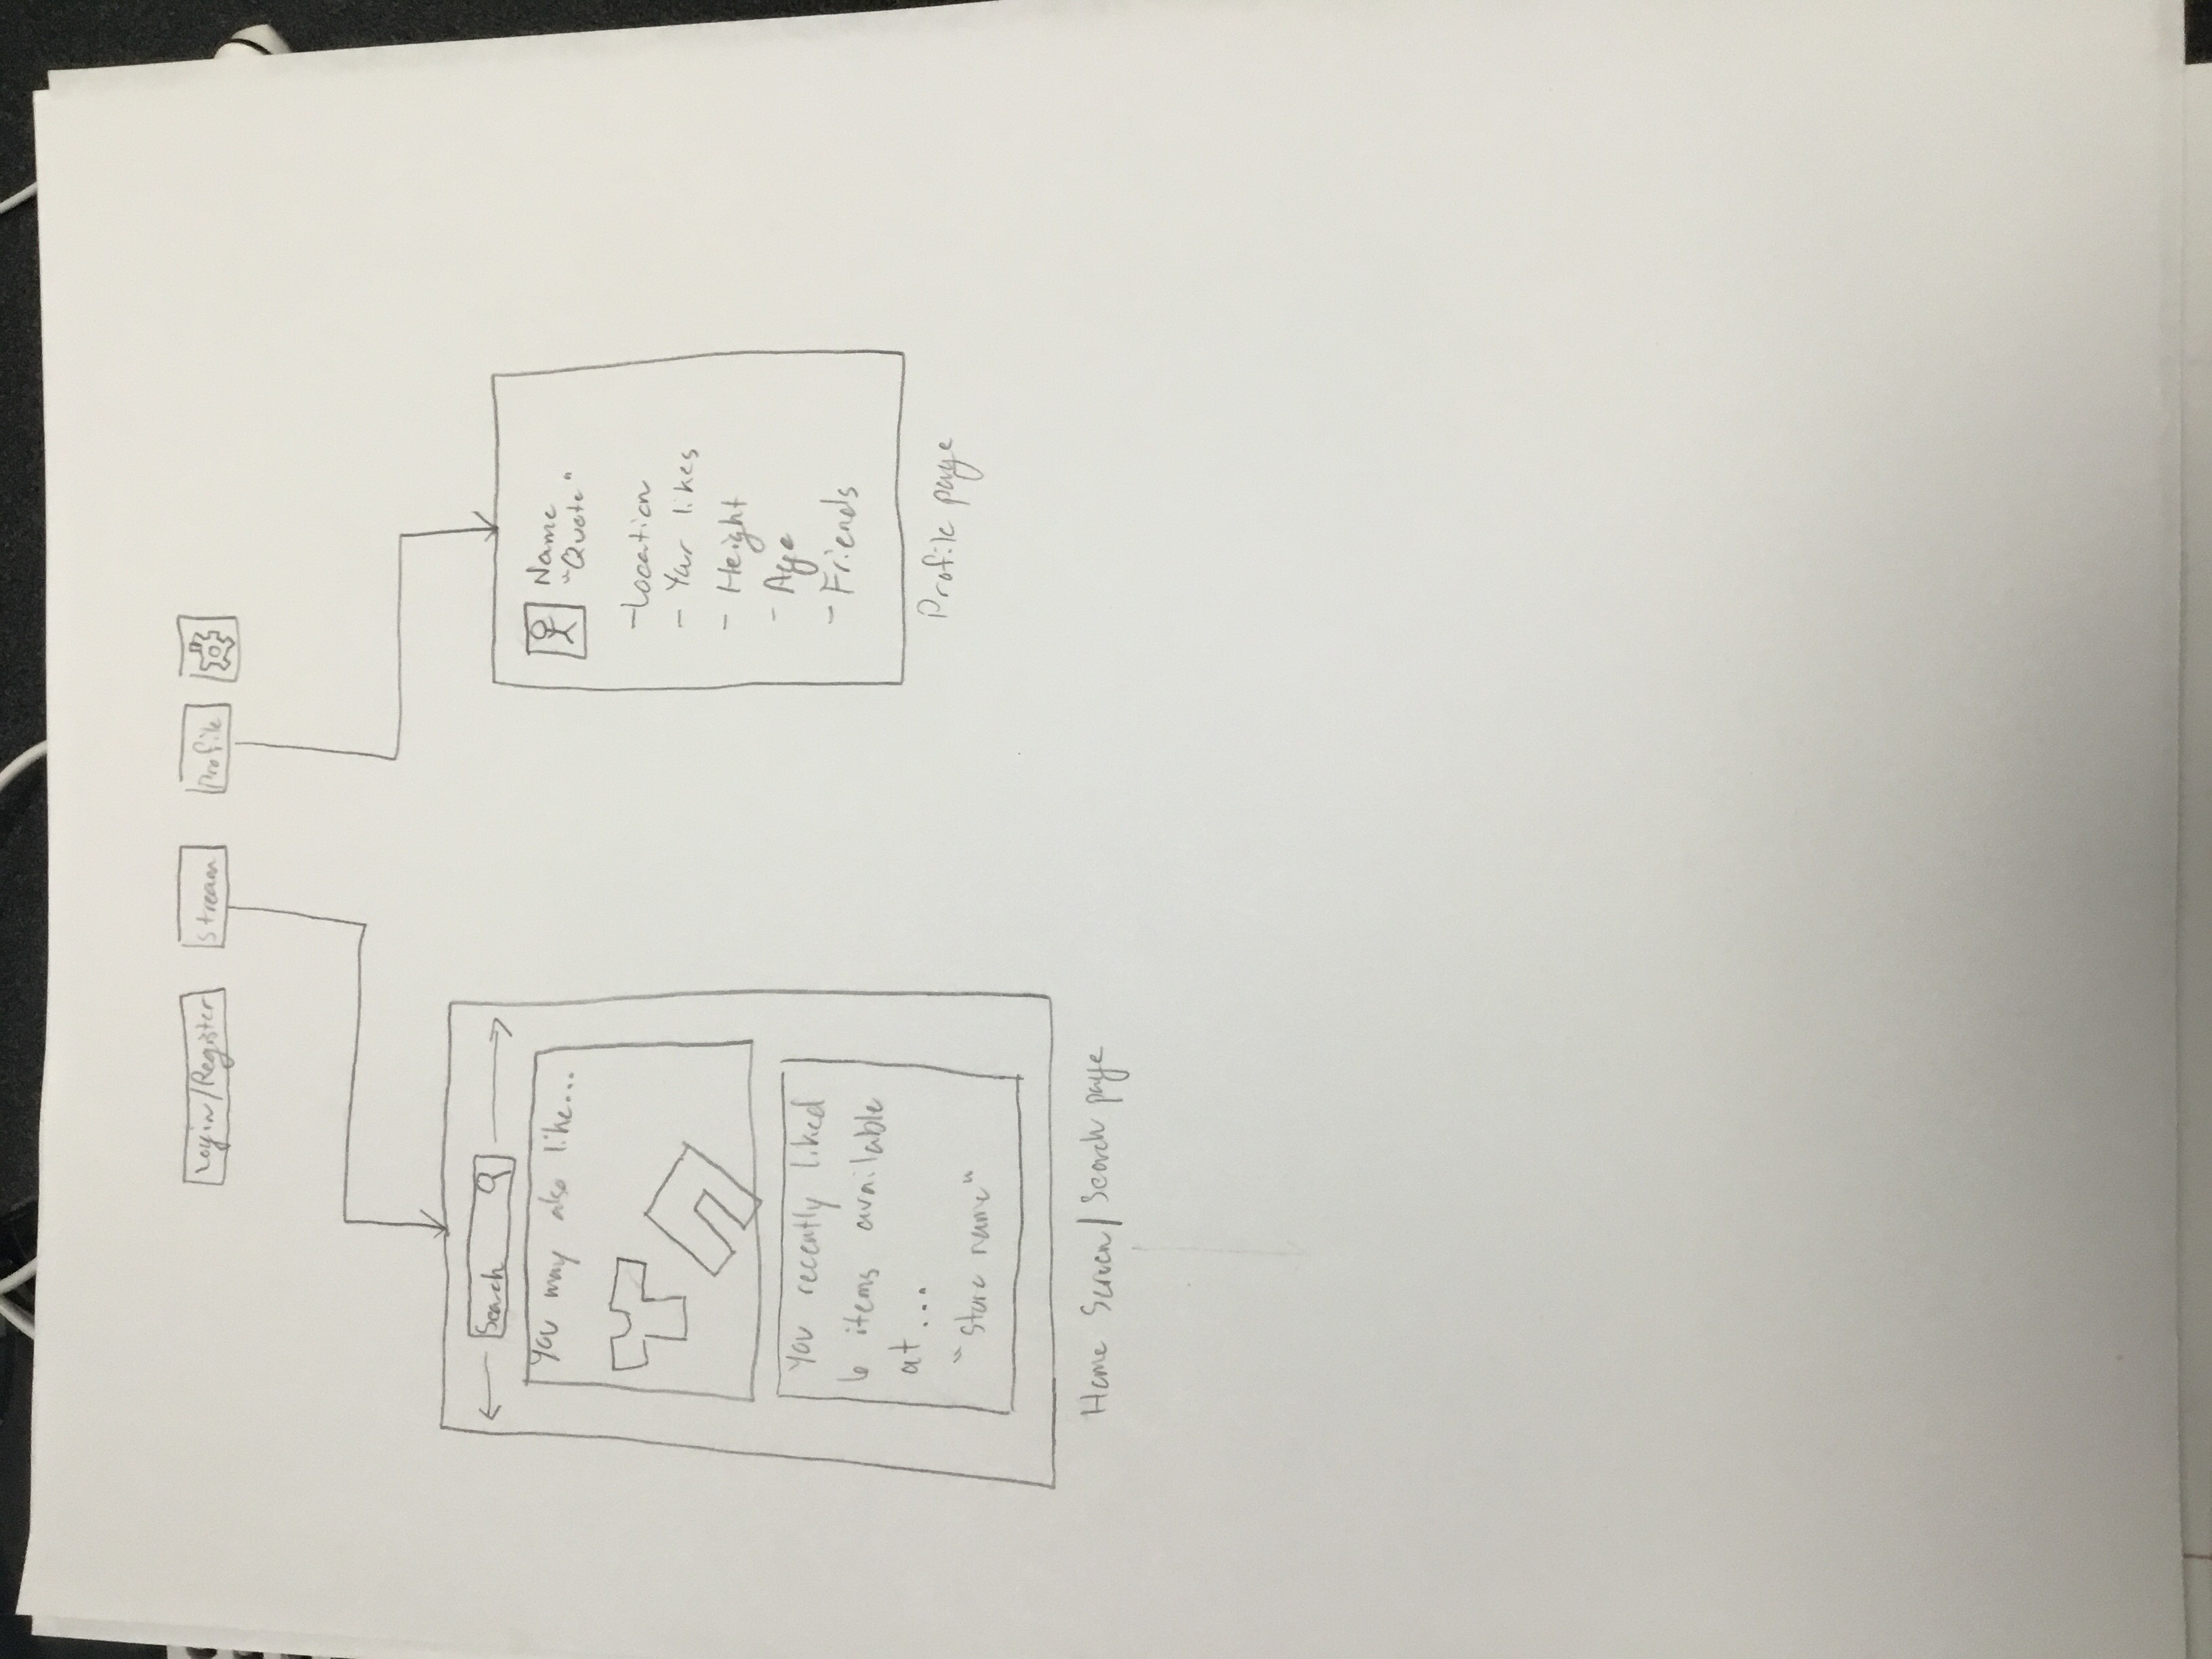 Login/Register
Stream
Profile
Search
You may also like...
You recently liked
6 items available
at...
"Store name"
Home Screen/Search page
Name
"Quote"
-Location
- Your likes
- Height
- Age
- Friends
Profile page